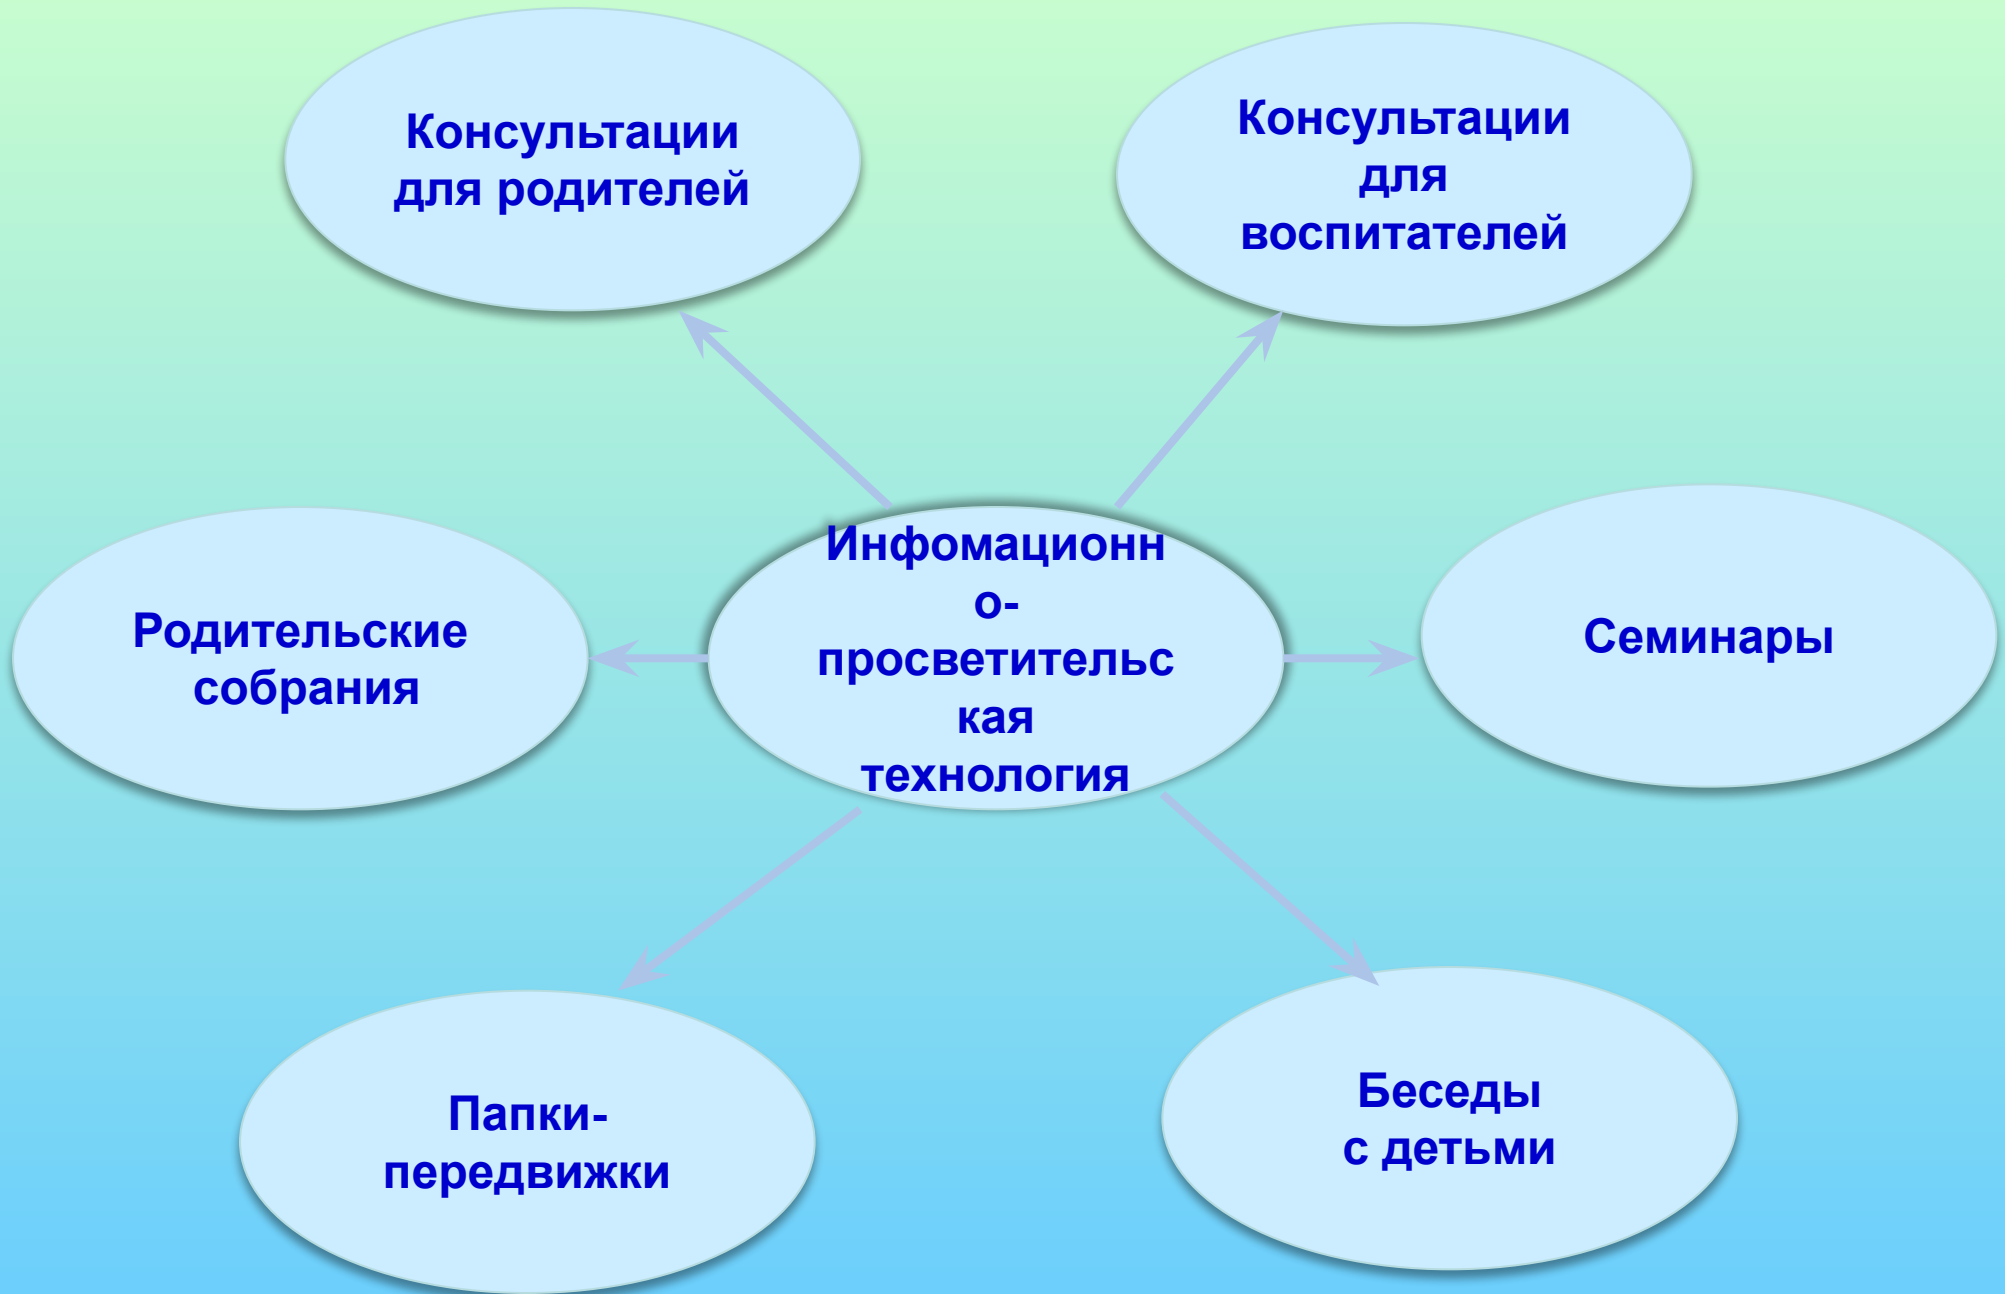 Консультации
для родителей
Консультации
для
воспитателей
Инфомационн
о-
просветительс
кая
технология
Родительские
собрания
Семинары
Папки-
передвижки
Беседы
с детьми